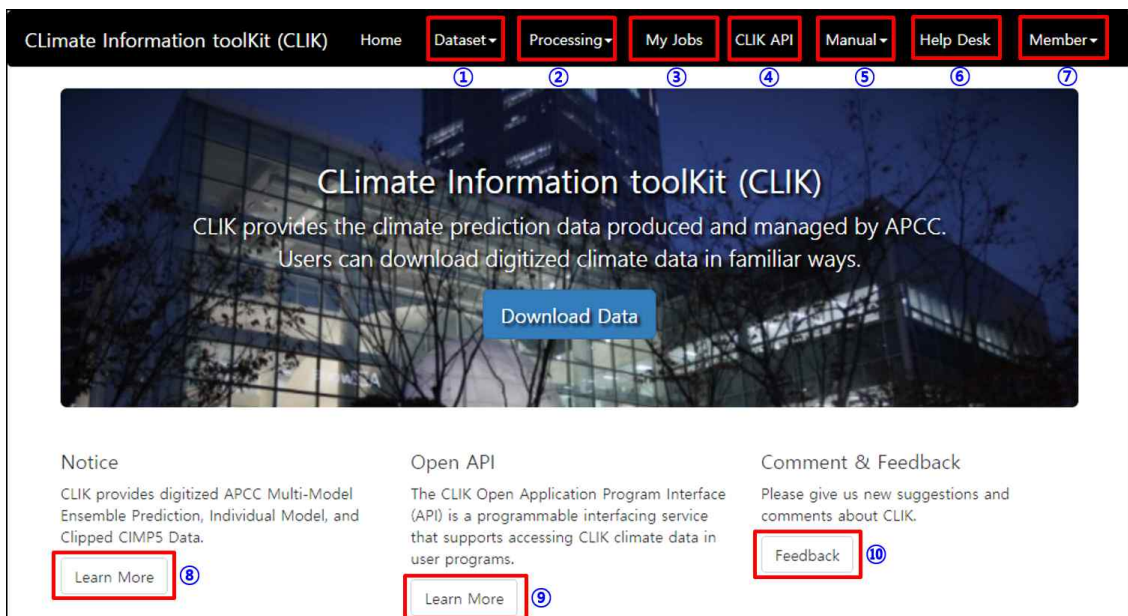 CLimate Information toolKit (CLIK) Home Dataset Processing My Jobs CLIK API Manual Help Desk Member
① ② ③ ④ ⑤ ⑥ ⑦
CLimate Information toolKit (CLIK)
CLIK provides the climate prediction data produced and managed by APCC.
Users can download digitized climate data in familiar ways.
Download Data
Notice
CLIK provides digitized APCC Multi-Model
Ensemble Prediction, Individual Model, and
Clipped CIMP5 Data.
Learn More ⑧
Open API
The CLIK Open Application Program Interface
(API) is a programmable interfacing service
that supports accessing CLIK climate data in
user programs.
Learn More ⑨
Comment & Feedback
Please give us new suggestions and
comments about CLIK.
Feedback ⑩